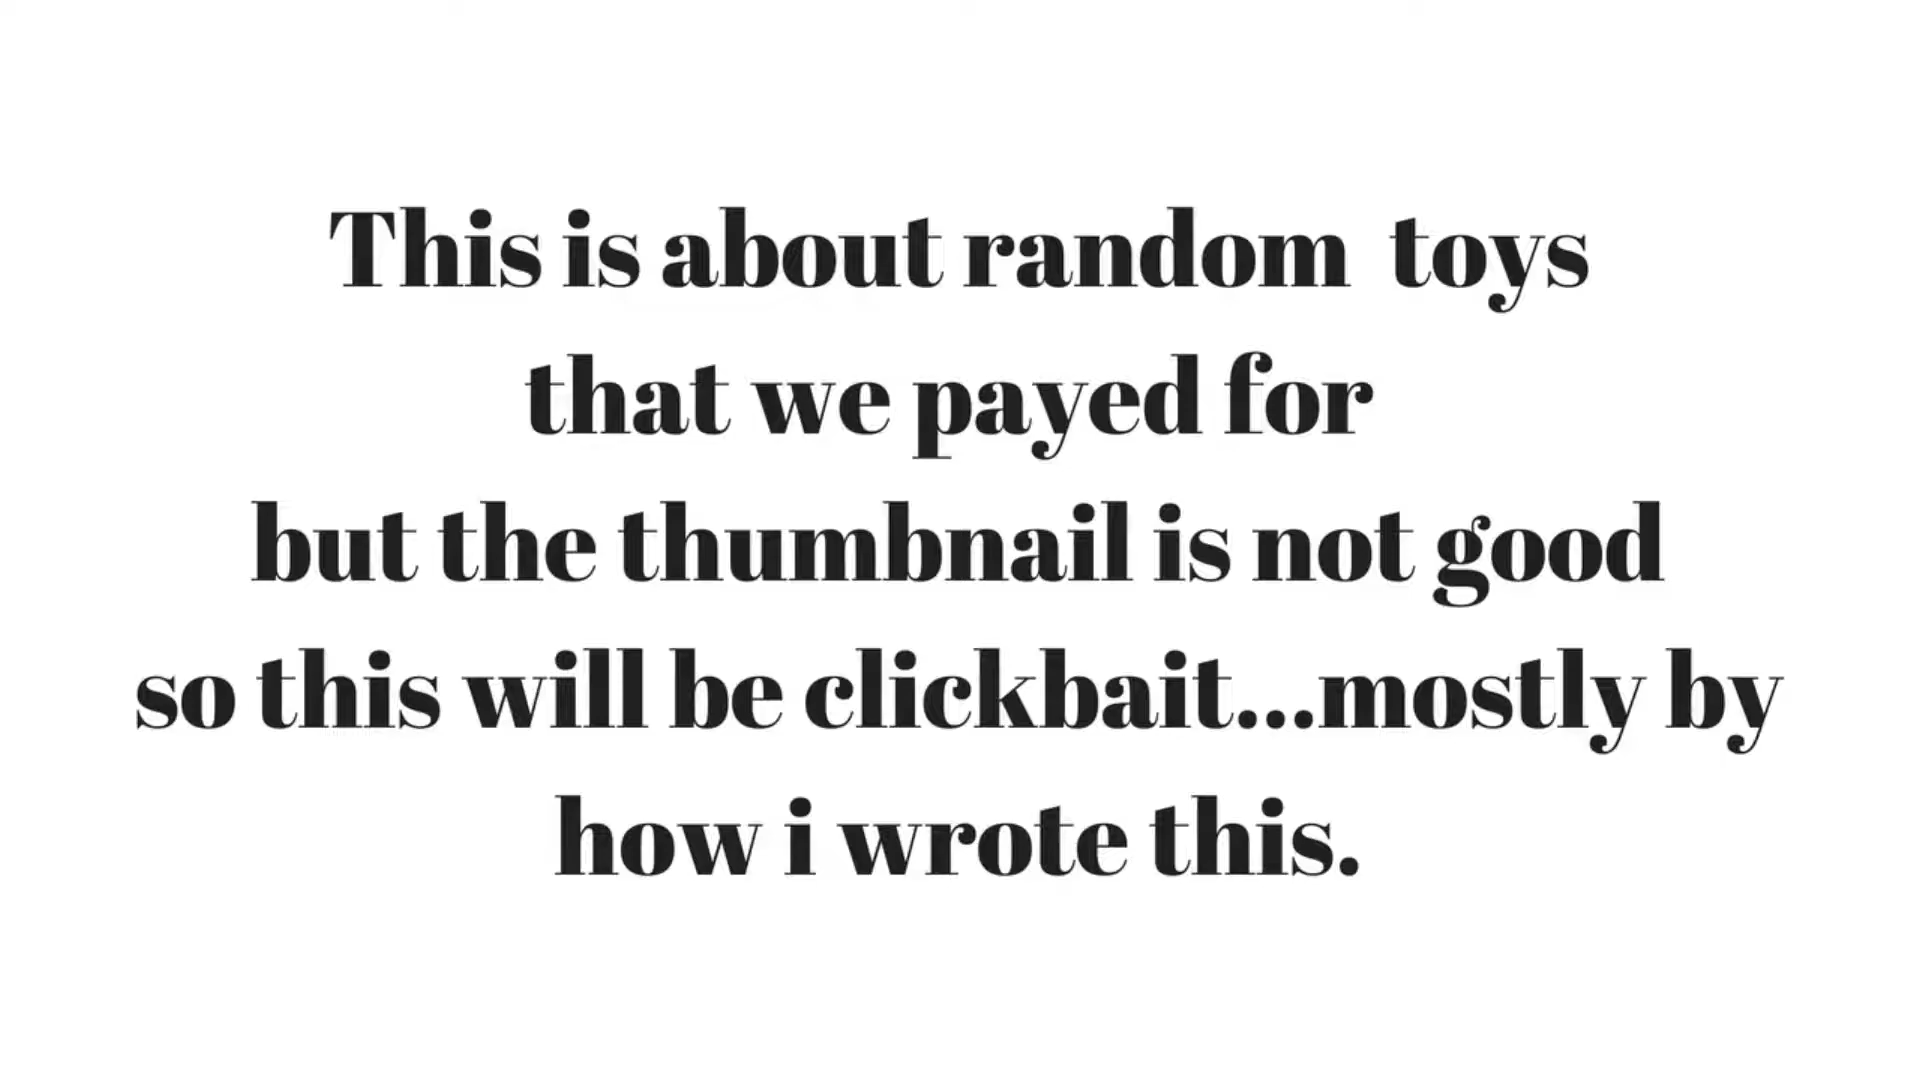 This is about random  toys
that we payed for
but the thumbnail is not good
so this will be clickbait...mostly by
how i wrote this.